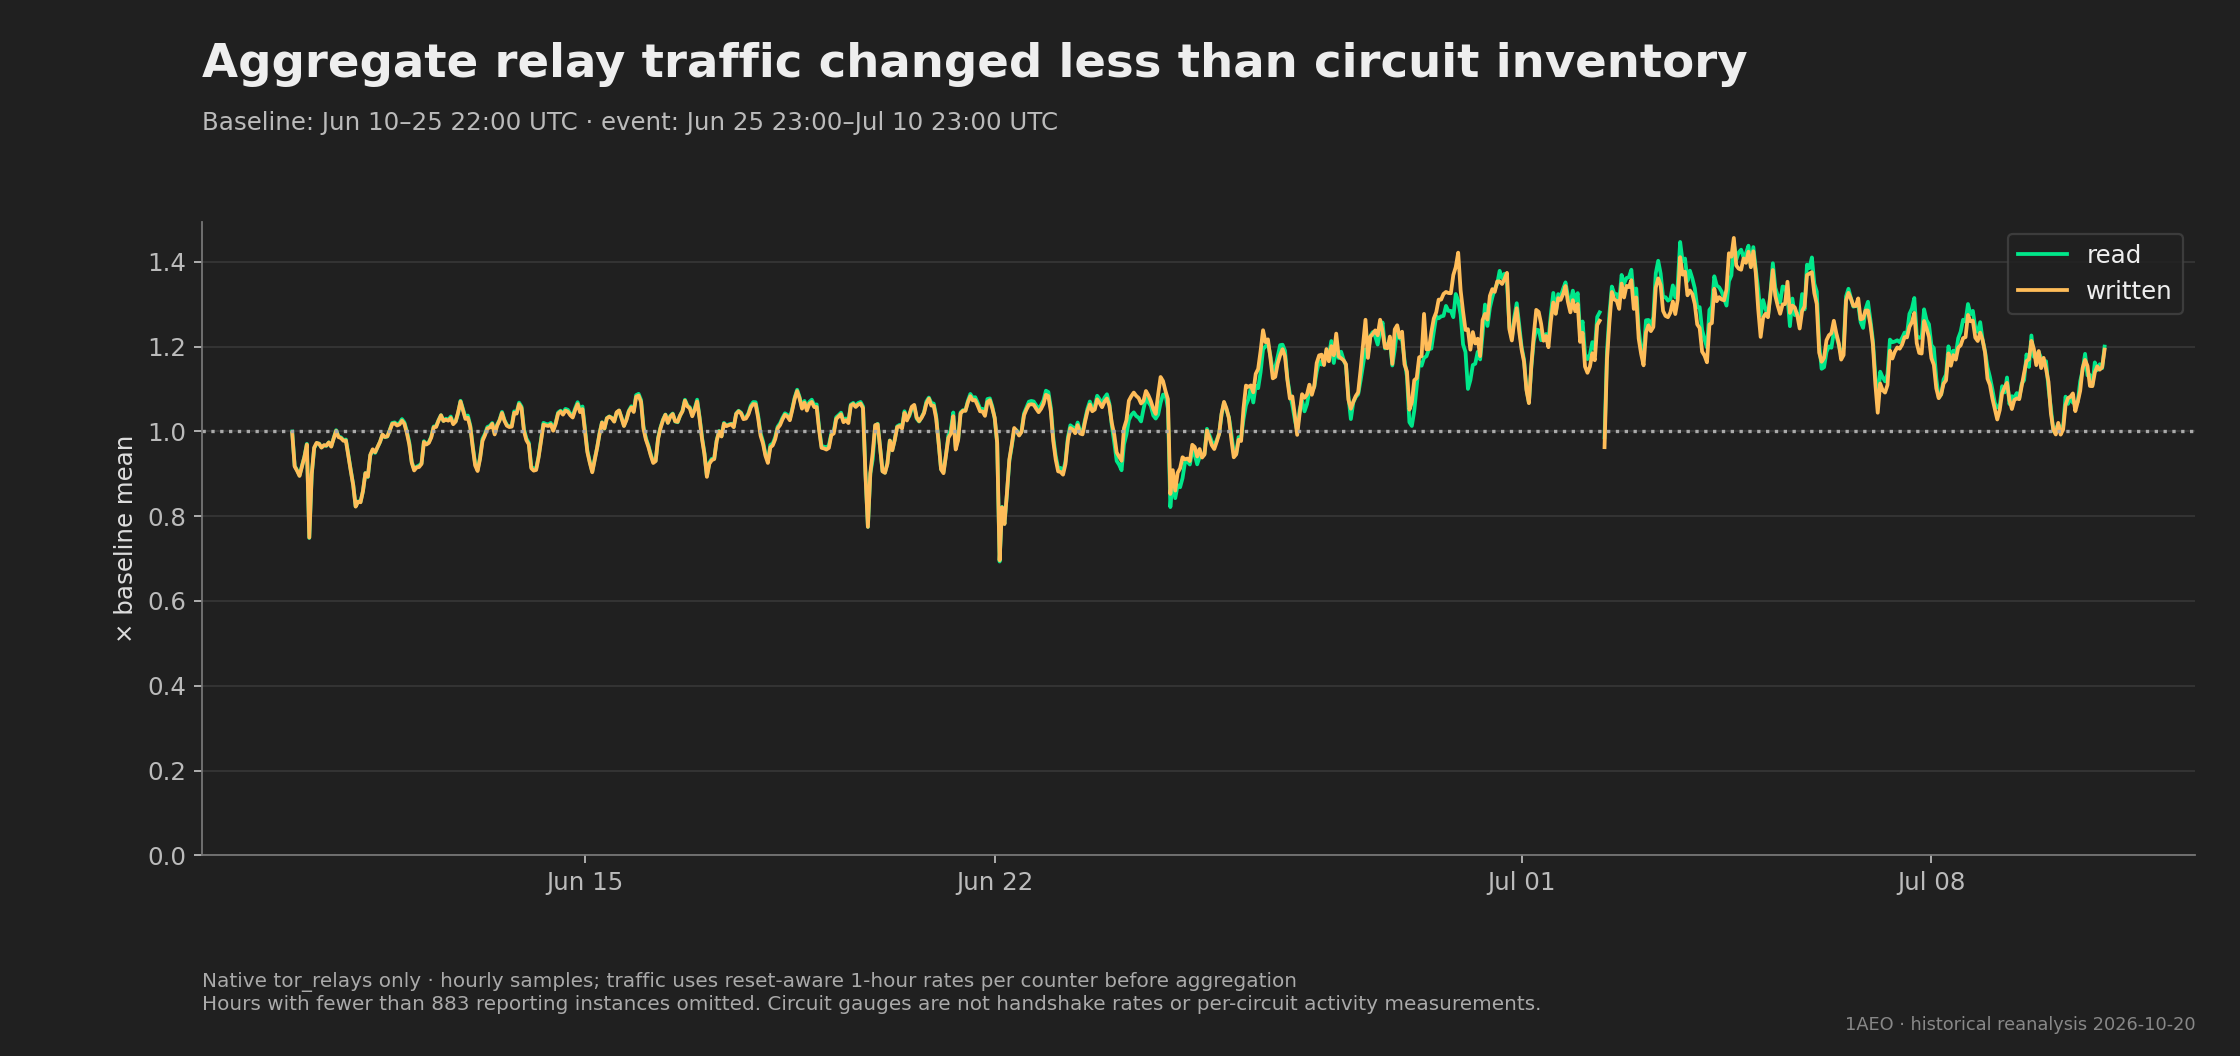 Aggregate relay traffic changed less than circuit inventory
Baseline: Jun 10–25 22:00 UTC · event: Jun 25 23:00–Jul 10 23:00 UTC
× baseline mean
1.4
1.2
1.0
0.8
0.6
0.4
0.2
0.0
read
written
Jun 15
Jun 22
Jul 01
Jul 08
Native tor_relays only · hourly samples; traffic uses reset-aware 1-hour rates per counter before aggregation
Hours with fewer than 883 reporting instances omitted. Circuit gauges are not handshake rates or per-circuit activity measurements.
1AEO · historical reanalysis 2026-10-20